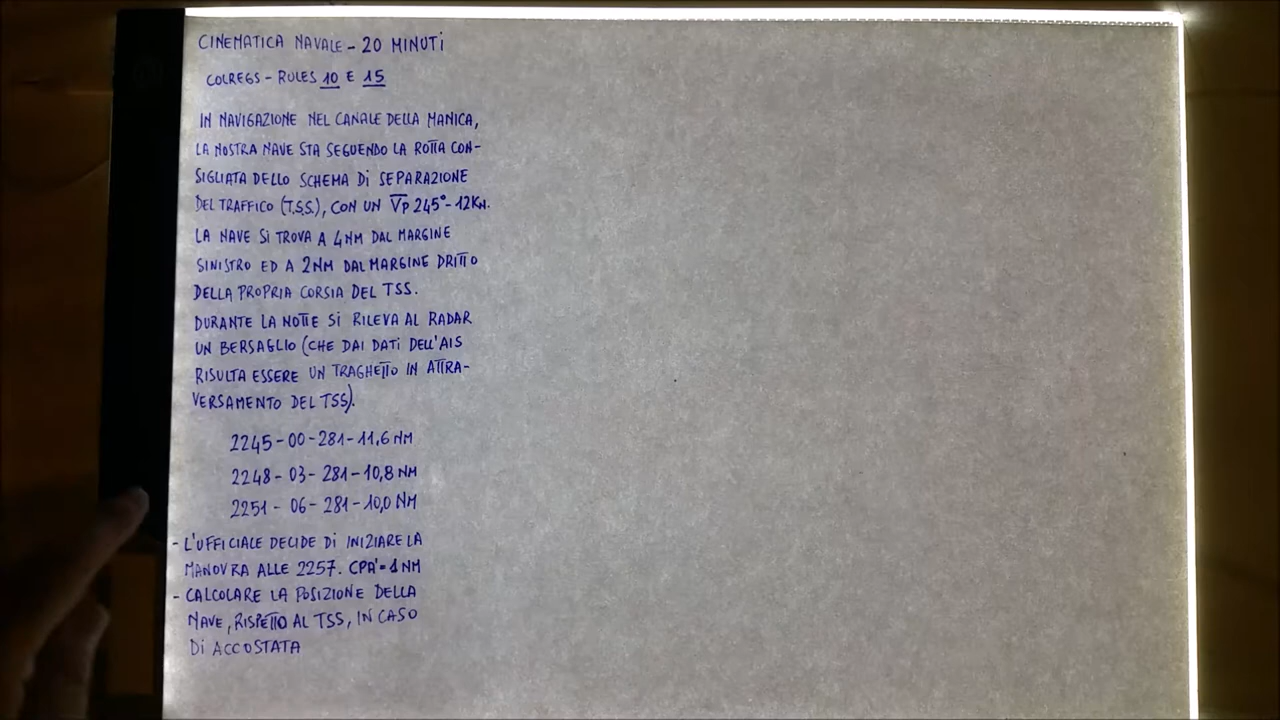 CINEMATICA NAVALE - 20 MINUTI
COLREGS - RULES 10 E 15
IN NAVIGAZIONE NEL CANALE DELLA MANICA,
LA NOSTRA NAVE STA SEGUENDO LA ROTTA CON-
SIGLIATA DELLO SCHEMA DI SEPARAZIONE
DEL TRAFFICO (T.S.S.), CON UN V̅p 245°-12KN.
LA NAVE SI TROVA A 4NM DAL MARGINE
SINISTRO ED A 2NM DAL MARGINE DRITTO
DELLA PROPRIA CORSIA DEL TSS.
DURANTE LA NOTTE SI RILEVA AL RADAR
UN BERSAGLIO (CHE DAI DATI DELL'AIS
RISULTA ESSERE UN TRAGHETTO IN ATTRA-
VERSAMENTO DEL TSS).
2245-00-281-11,6 NM
2248-03-281-10,8 NM
2251-06-281-10,0 NM
- L'UFFICIALE DECIDE DI INIZIARE LA
MANOVRA ALLE 2257. CPA'=1NM
- CALCOLARE LA POSIZIONE DELLA
NAVE, RISPETTO AL TSS, IN CASO
DI ACCOSTATA